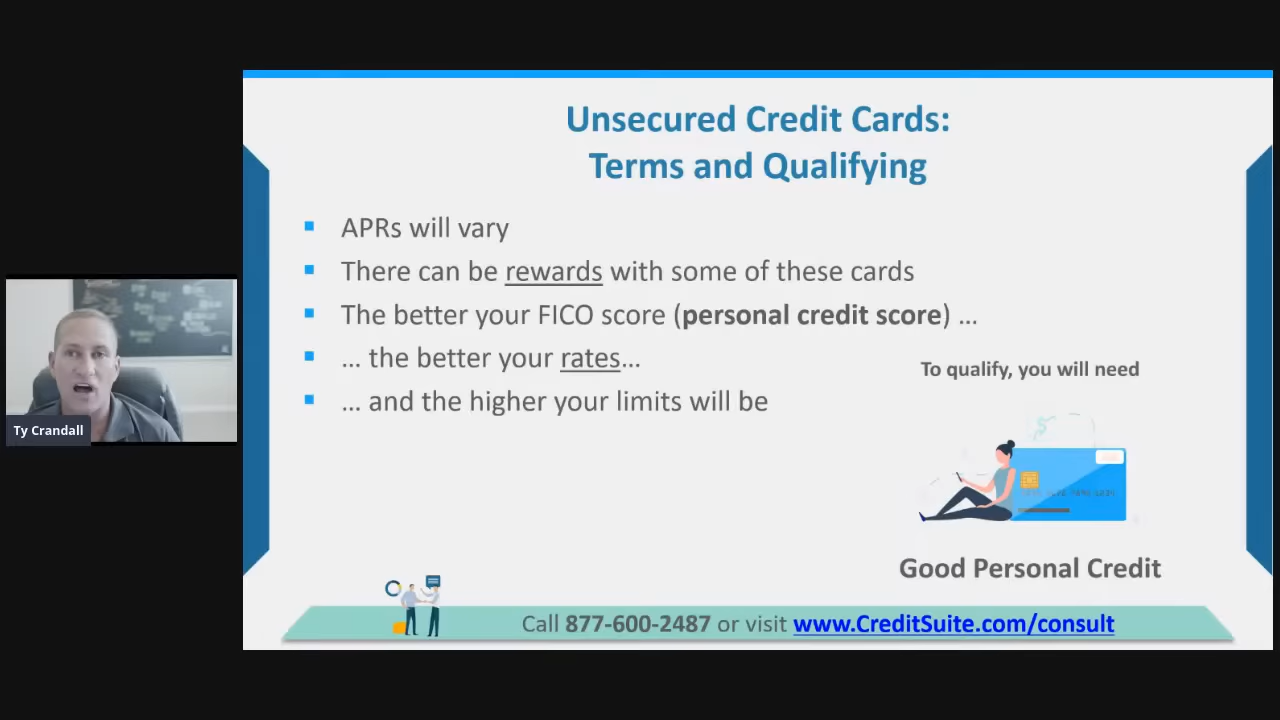 Unsecured Credit Cards:
Terms and Qualifying
APRs will vary
There can be rewards with some of these cards
The better your FICO score (personal credit score) ...
... the better your rates...
... and the higher your limits will be
To qualify, you will need
Good Personal Credit
Ty Crandall
Call 877-600-2487 or visit www.CreditSuite.com/consult